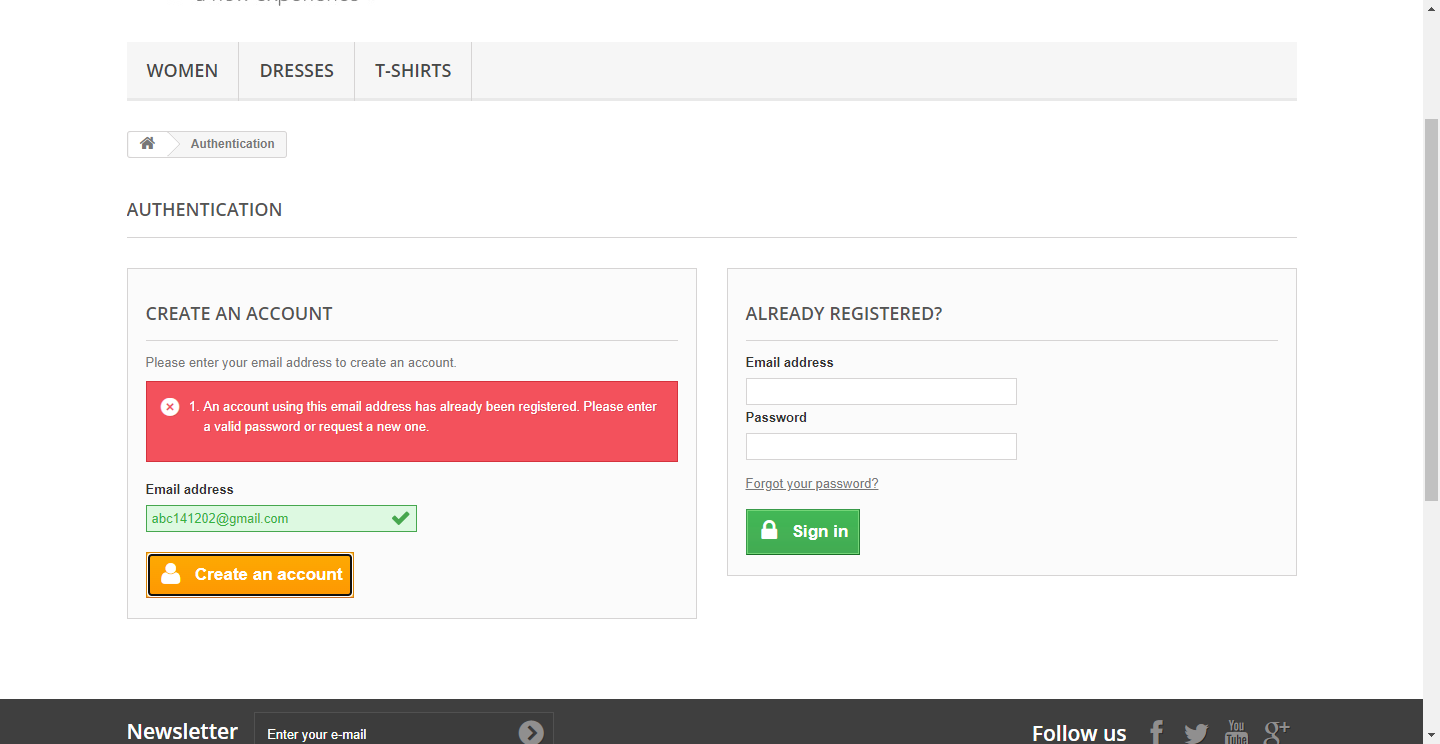 WOMEN
DRESSES
T-SHIRTS
Authentication
AUTHENTICATION
CREATE AN ACCOUNT
Please enter your email address to create an account.
1. An account using this email address has already been registered. Please enter
a valid password or request a new one.
Email address
abc141202@gmail.com
Create an account
ALREADY REGISTERED?
Email address
Password
Forgot your password?
Sign in
Newsletter
Enter your e-mail
Follow us
You
Tube
g+